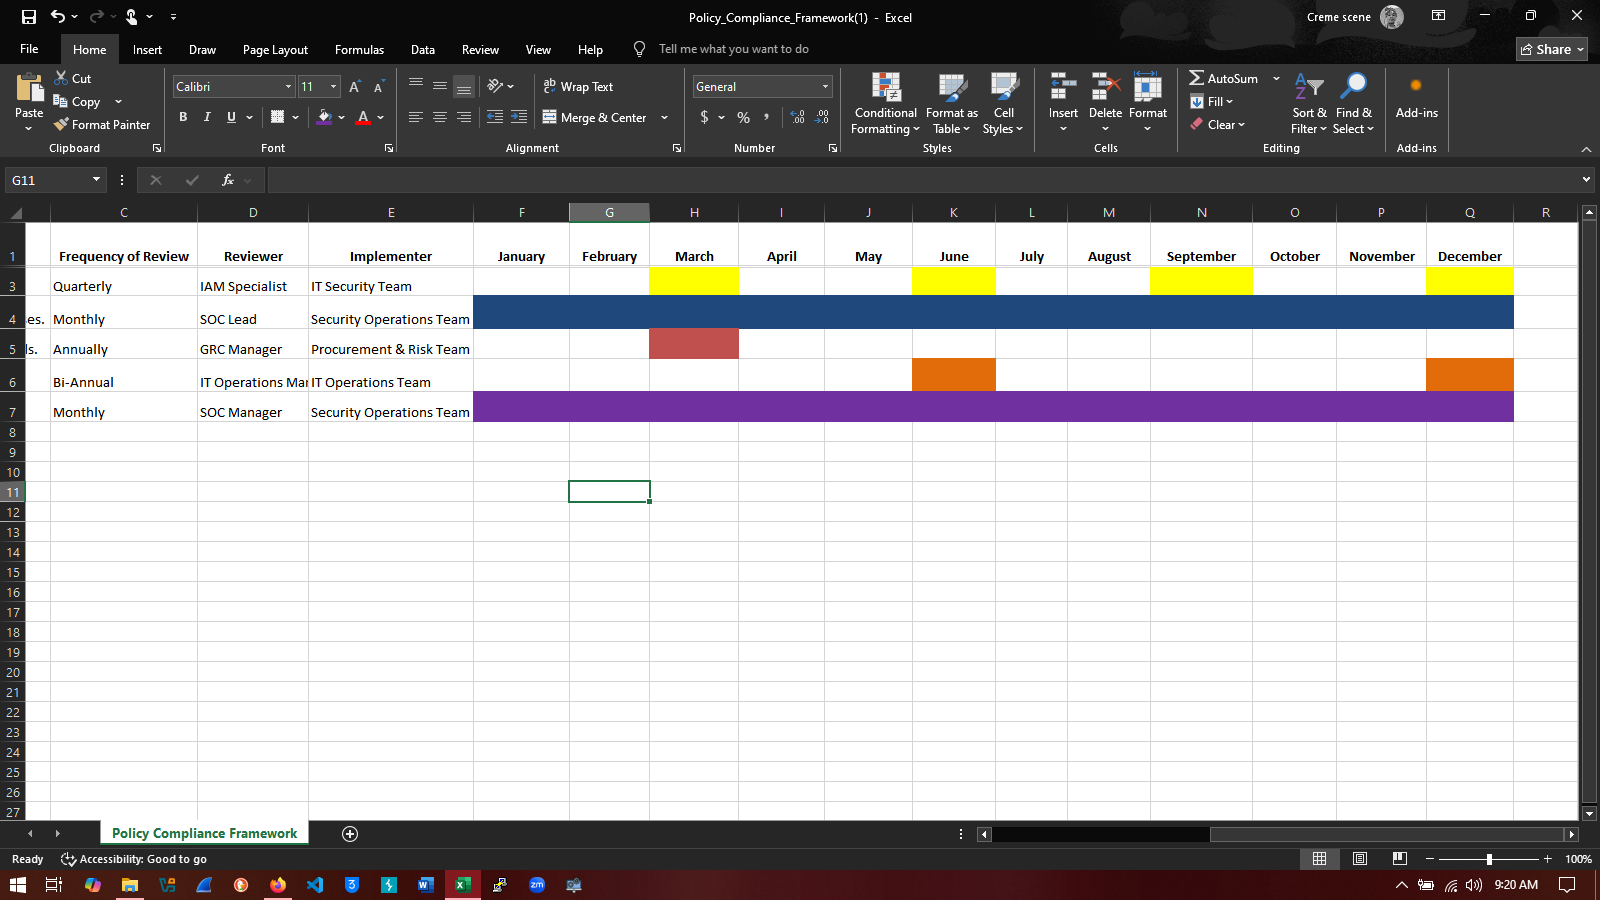 Policy_Compliance_Framework(1) - Excel
Creme scene
File Home Insert Draw Page Layout Formulas Data Review View Help Tell me what you want to do
Share
Paste
Cut
Copy
Format Painter
Clipboard
Calibri 11
B I U
Font
Wrap Text
Merge & Center
Alignment
General
$ % ,
Number
Conditional Formatting
Format as Table
Cell Styles
Styles
Insert Delete Format
Cells
AutoSum
Fill
Clear
Sort & Filter
Find & Select
Editing
Add-ins
Add-ins
G11
fx
C D E F G H I J K L M N O P Q R
1 Frequency of Review Reviewer Implementer January February March April May June July August September October November December
3 Quarterly IAM Specialist IT Security Team
4 es. Monthly SOC Lead Security Operations Team
5 ls. Annually GRC Manager Procurement & Risk Team
6 Bi-Annual IT Operations Mar IT Operations Team
7 Monthly SOC Manager Security Operations Team
8
9
10
11
12
13
14
15
16
17
18
19
20
21
22
23
24
25
26
27
Policy Compliance Framework
Ready Accessibility: Good to go
100%
zm
9:20 AM